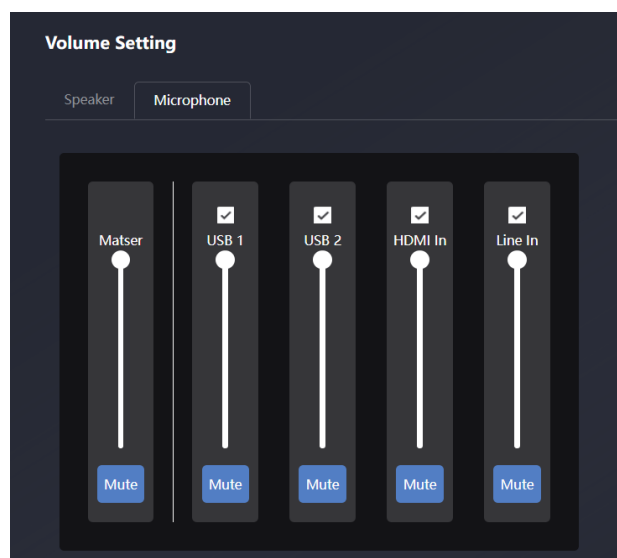 Volume Setting
Speaker Microphone
Matser USB 1 USB 2 HDMI In Line In
Mute Mute Mute Mute Mute